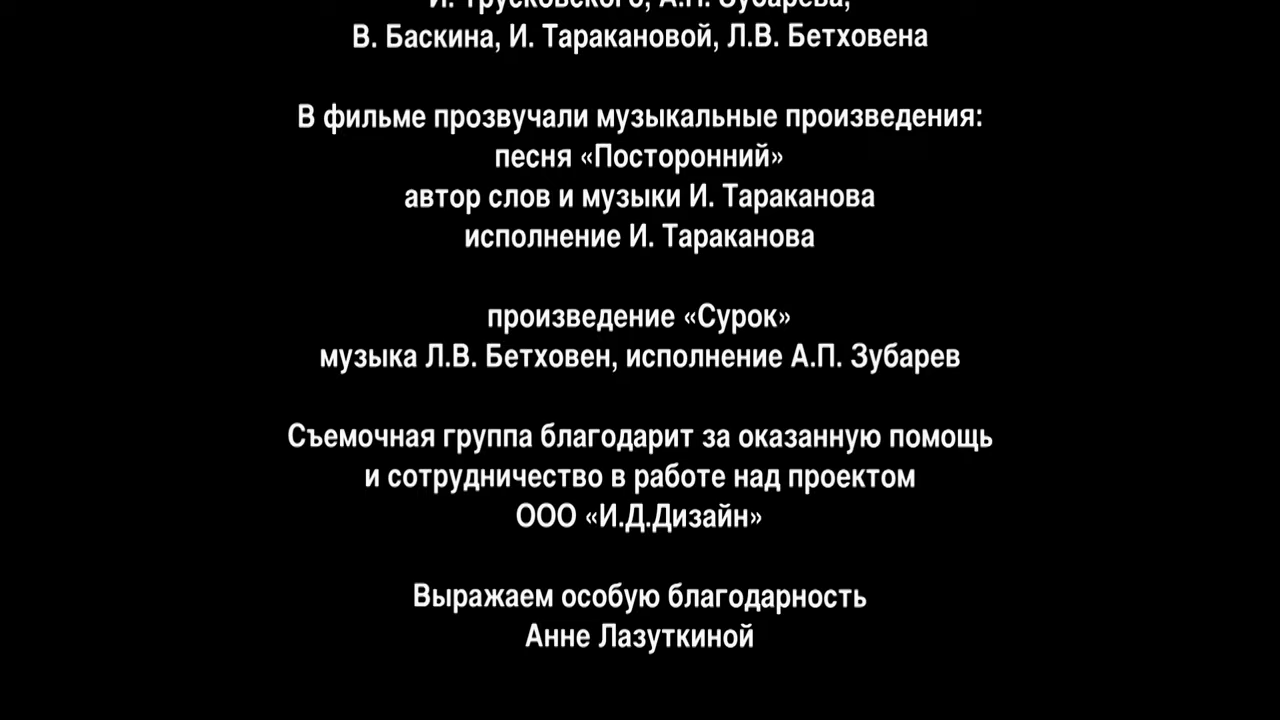 И. Трусковского, А.П. Зубарева,
В. Баскина, И. Таракановой, Л.В. Бетховена
В фильме прозвучали музыкальные произведения:
песня «Посторонний»
автор слов и музыки И. Тараканова
исполнение И. Тараканова
произведение «Сурок»
музыка Л.В. Бетховен, исполнение А.П. Зубарев
Съемочная группа благодарит за оказанную помощь
и сотрудничество в работе над проектом
ООО «И.Д.Дизайн»
Выражаем особую благодарность
Анне Лазуткиной